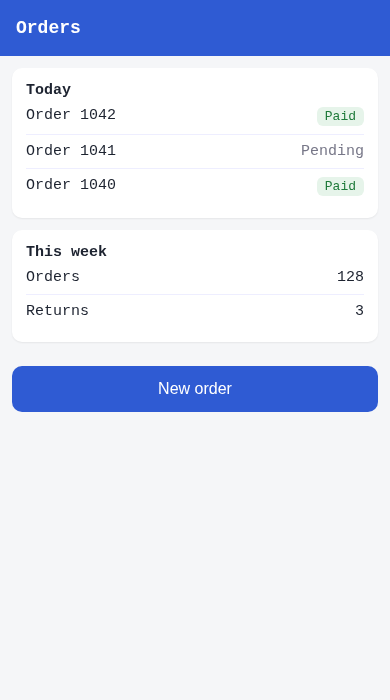 Orders
Today
Order 1042 Paid
Order 1041 Pending
Order 1040 Paid
This week
Orders 128
Returns 3
New order